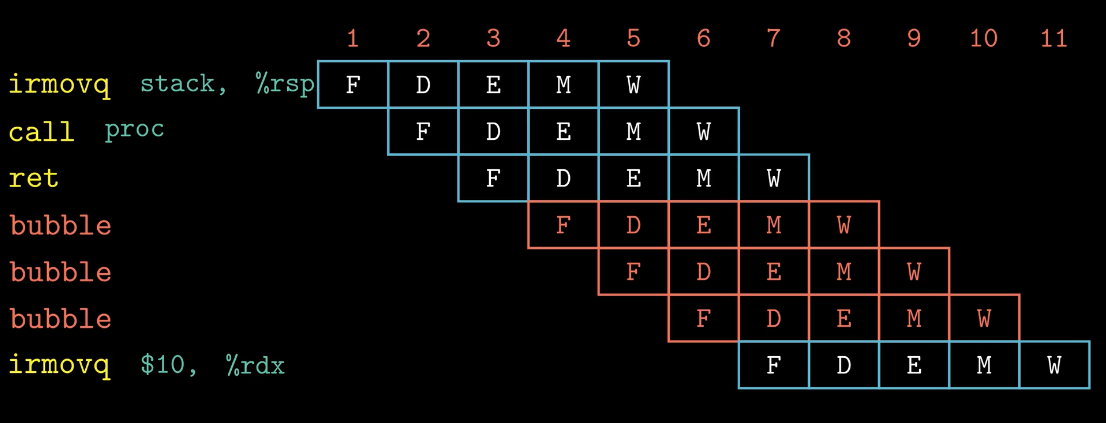 1 2 3 4 5 6 7 8 9 10 11
irmovq stack, %rsp F D E M W
call proc F D E M W
ret F D E M W
bubble F D E M W
bubble F D E M W
bubble F D E M W
irmovq $10, %rdx F D E M W